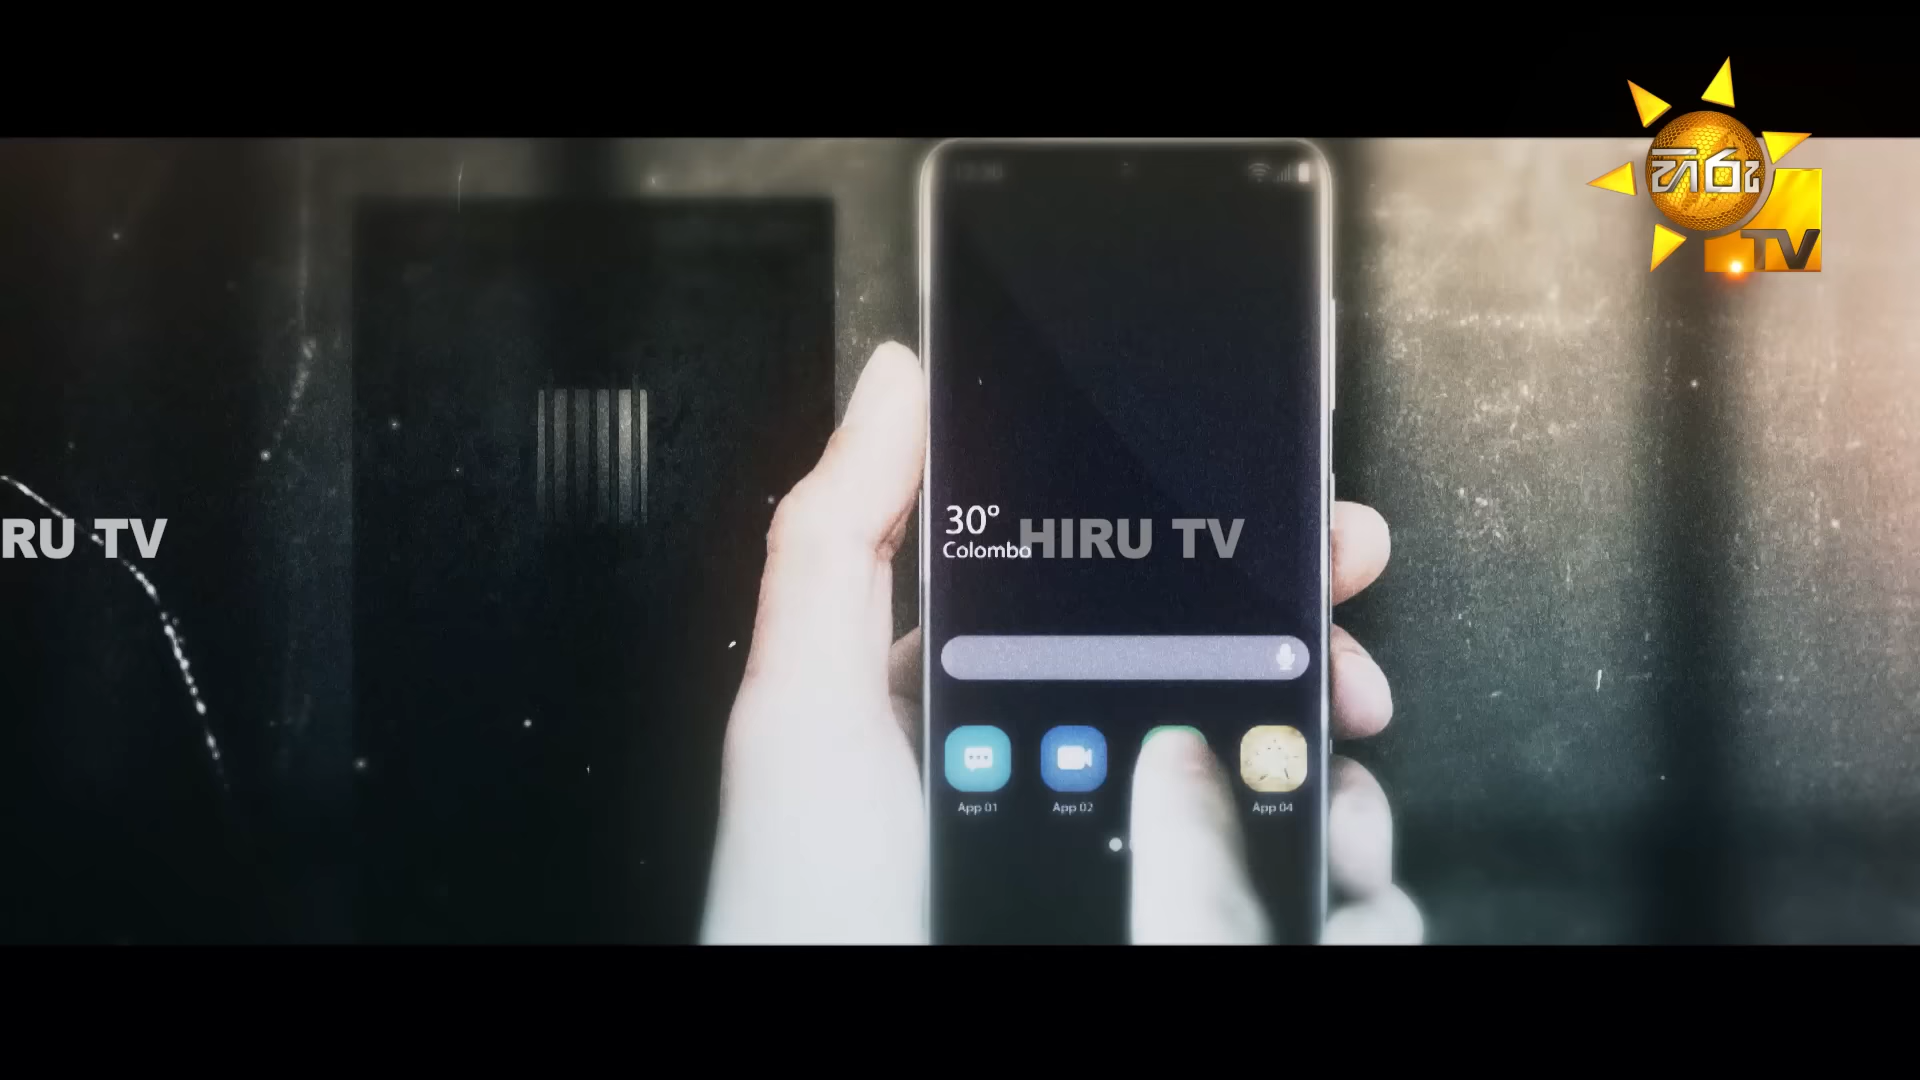 හිරු
TV
30°
Colombo
HIRU TV
RU TV
App 01
App 02
App 04